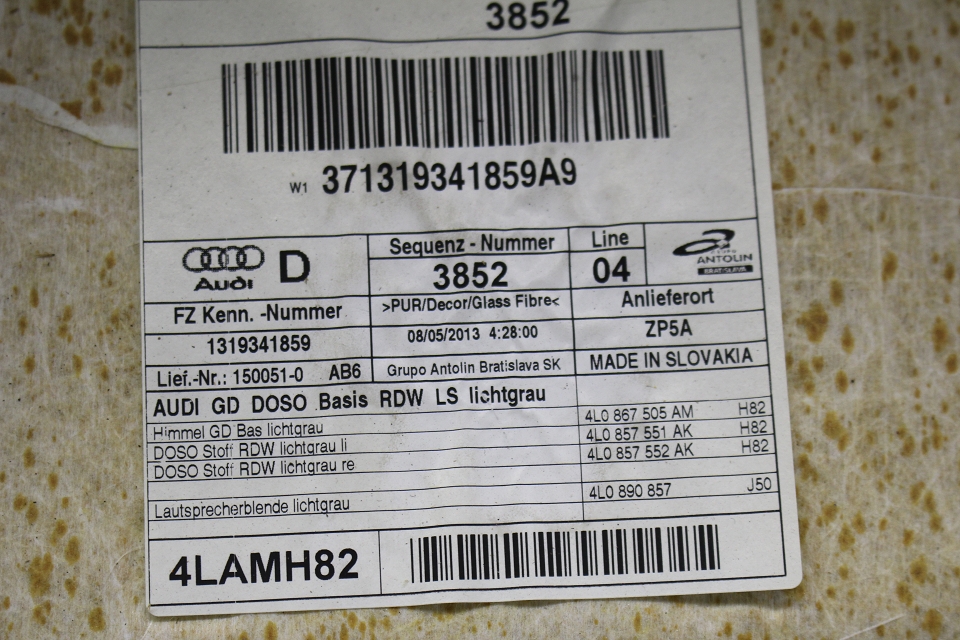 3852
W1 371319341859A9
Audi D
Sequenz - Nummer
3852
Line
04
GRUPO
ANTOLIN
BRATISLAVA
FZ Kenn. -Nummer
>PUR/Decor/Glass Fibre<
Anlieferort
1319341859
08/05/2013 4:28:00
ZP5A
Lief.-Nr.: 150051-0 AB6
Grupo Antolin Bratislava SK
MADE IN SLOVAKIA
AUDI GD DOSO Basis RDW LS lichtgrau
Himmel GD Bas lichtgrau
4L0 867 505 AM H82
DOSO Stoff RDW lichtgrau li
4L0 857 551 AK H82
DOSO Stoff RDW lichtgrau re
4L0 857 552 AK H82
Lautsprecherblende lichtgrau
4L0 890 857 J50
4LAMH82